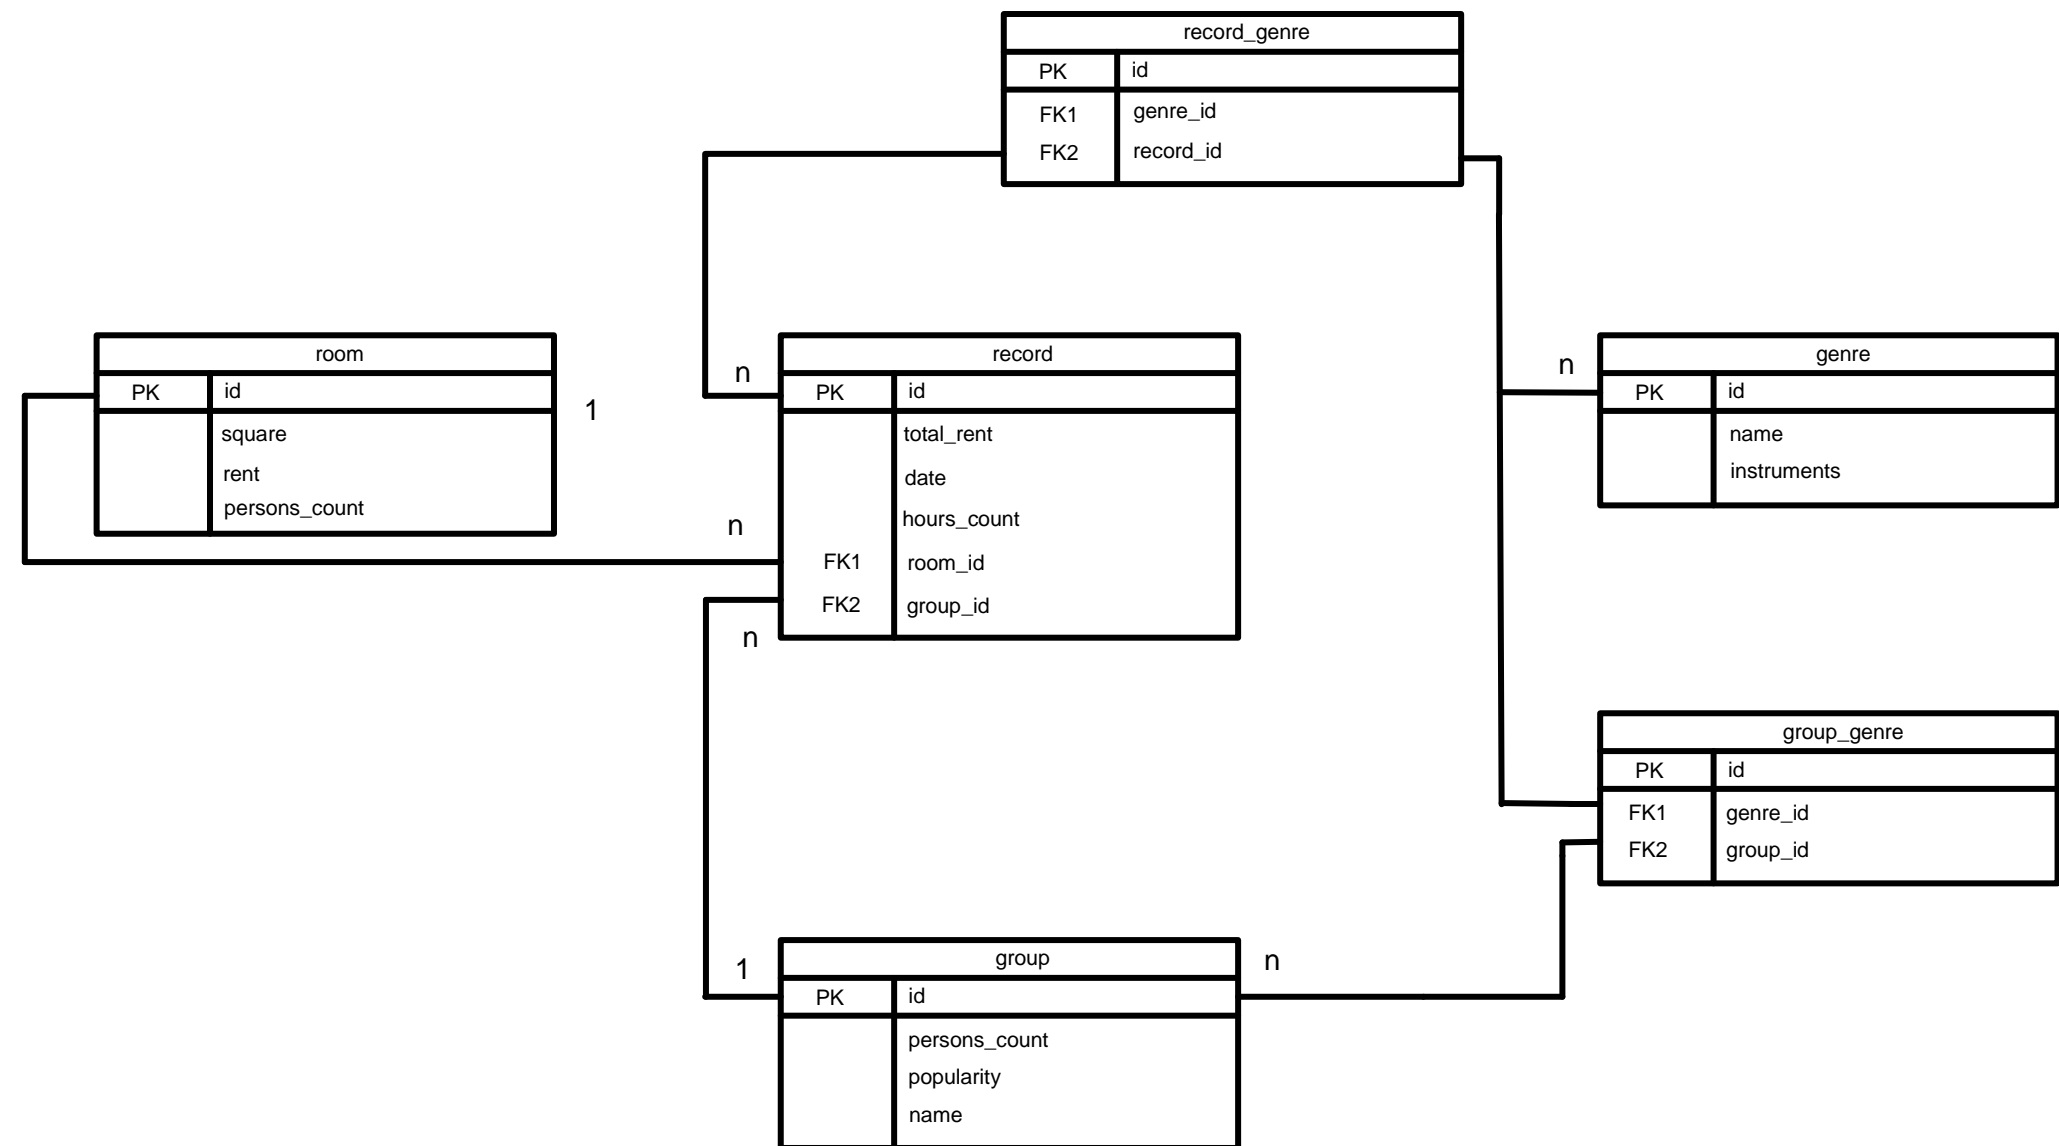 record_genre
PK id
FK1 genre_id
FK2 record_id
room
PK id
square
rent
persons_count
1
n
n
n
record
PK id
total_rent
date
hours_count
FK1 room_id
FK2 group_id
n
genre
PK id
name
instruments
group_genre
PK id
FK1 genre_id
FK2 group_id
1
group
PK id
persons_count
popularity
name
n